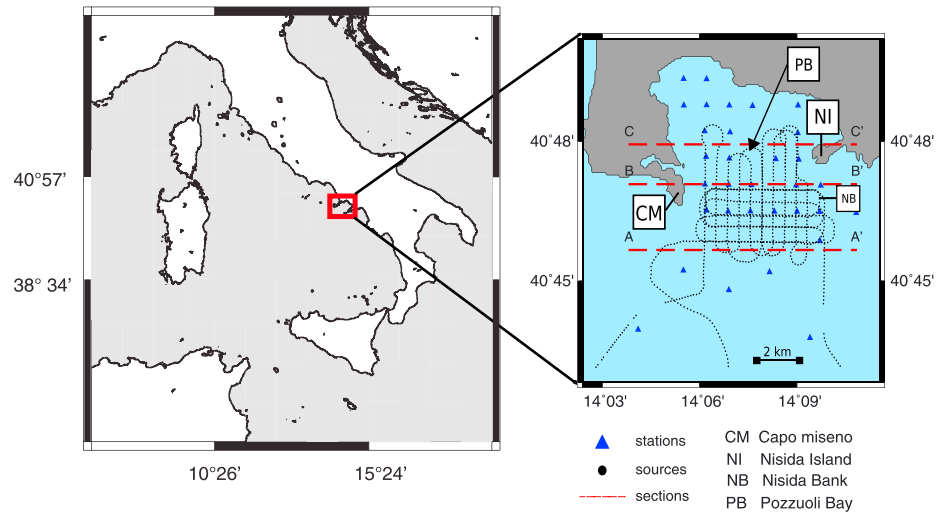 40°57’
38° 34’
10°26’
15°24’
PB
NI
C
C'
40˚48'
40˚48'
B
B'
CM
NB
A
A'
40˚45'
40˚45'
2 km
14˚03'
14˚06'
14˚09'
stations
sources
sections
CM Capo miseno
NI Nisida Island
NB Nisida Bank
PB Pozzuoli Bay